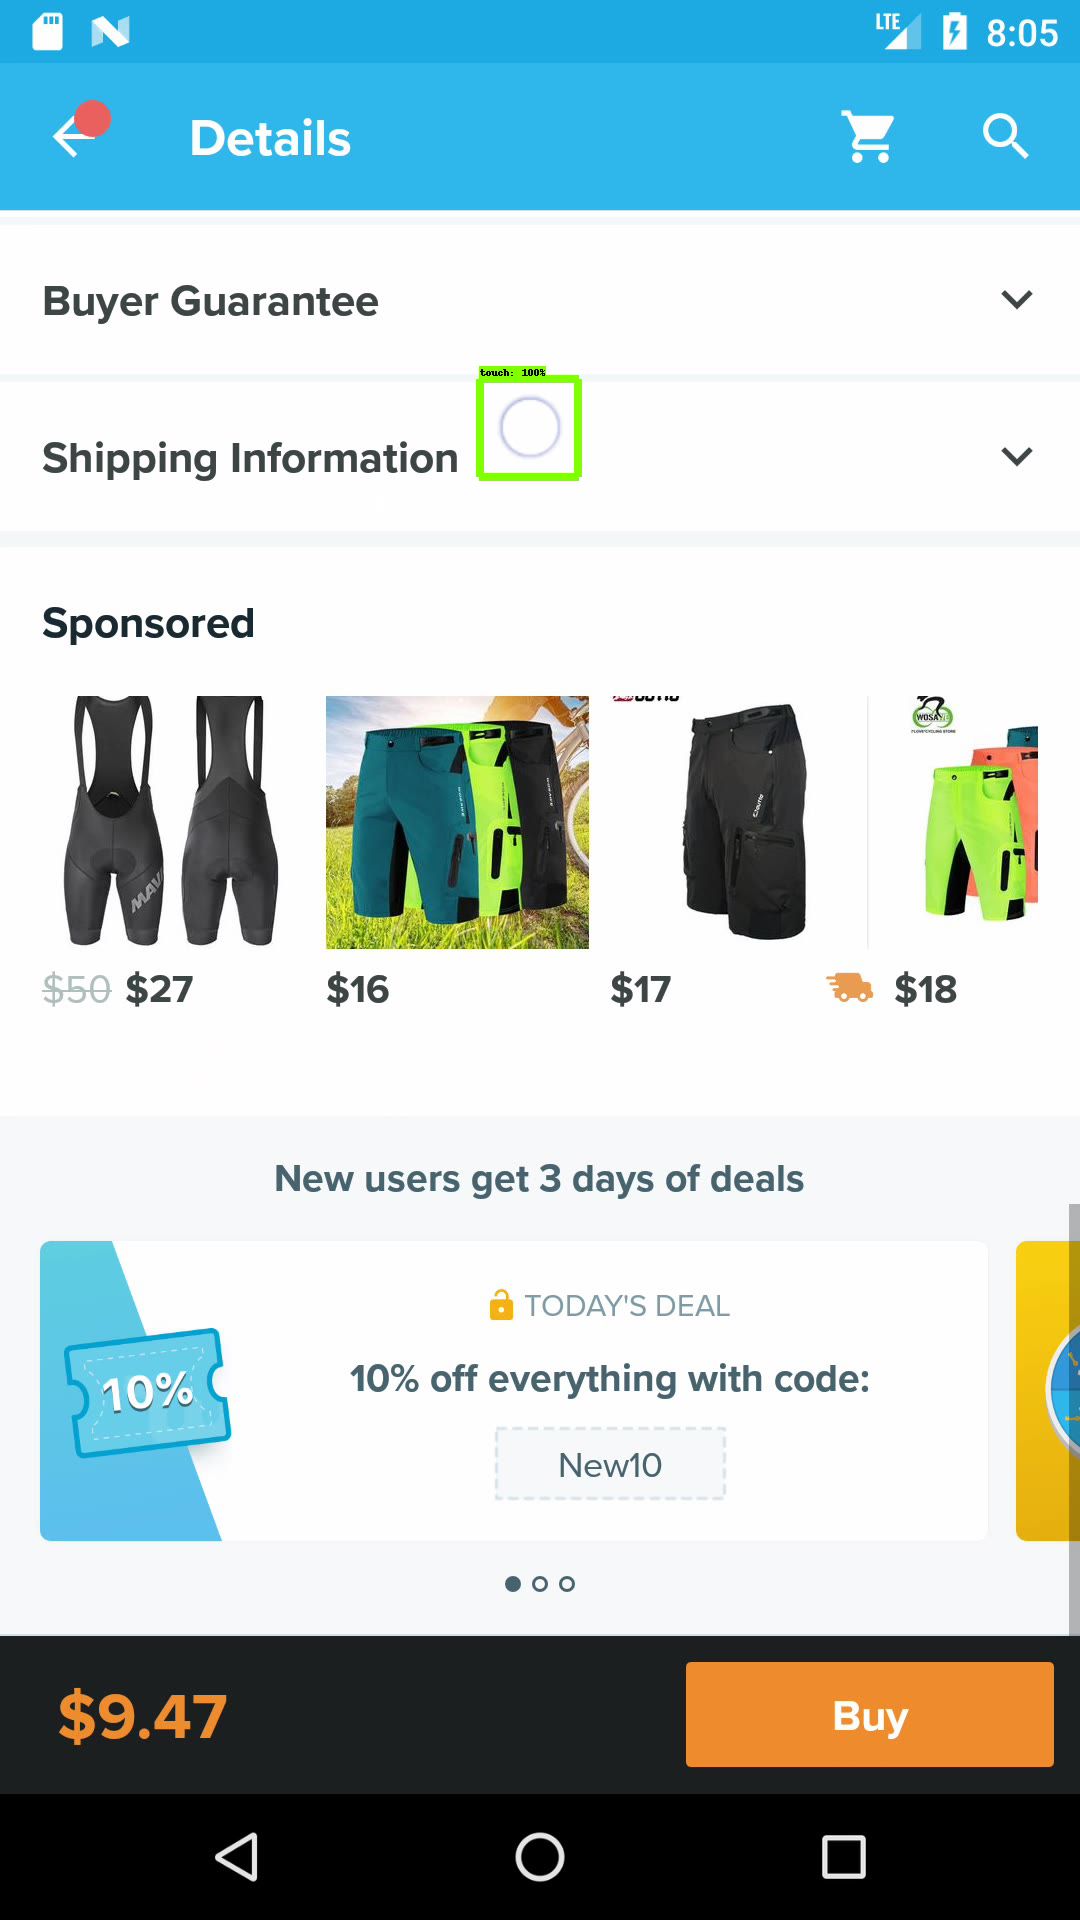 LTE 8:05
Details
Buyer Guarantee
touch: 100%
Shipping Information
Sponsored
MAV
WOSAWE
$50 $27 $16 $17 $18
New users get 3 days of deals
TODAY'S DEAL
10%
10% off everything with code:
New10
$9.47 Buy